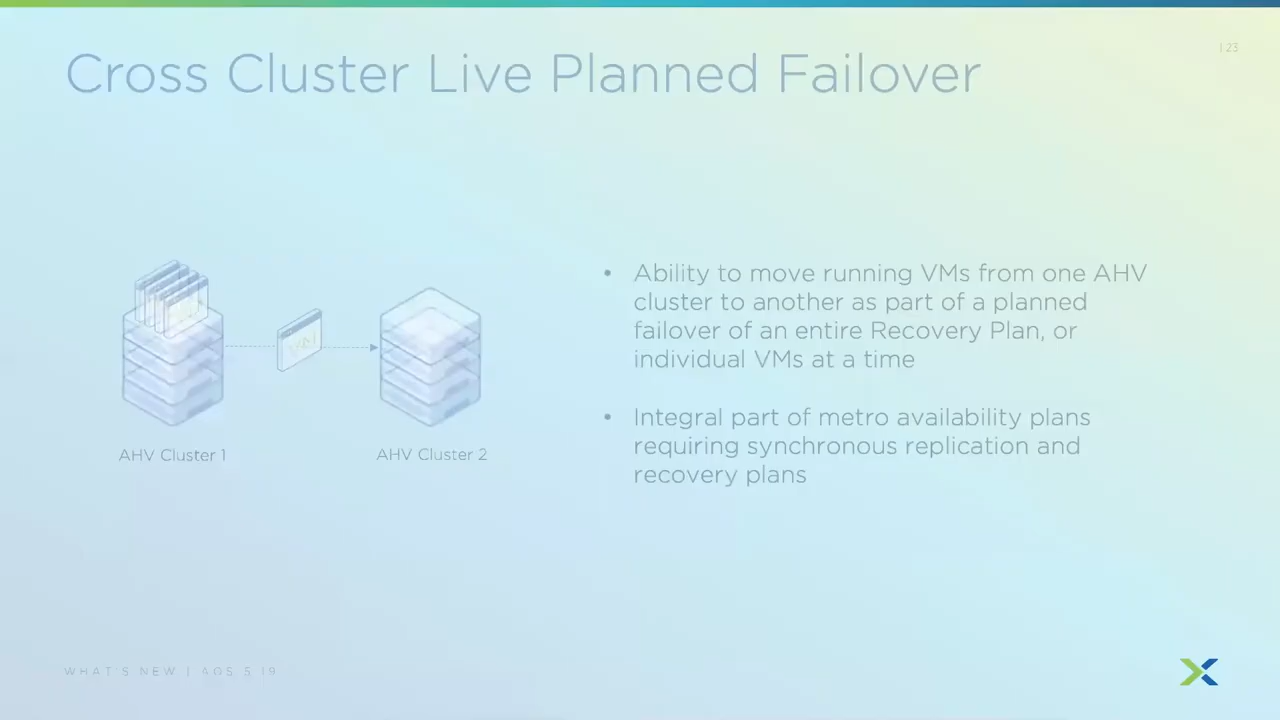 | 23
Cross Cluster Live Planned Failover
• Ability to move running VMs from one AHV
cluster to another as part of a planned
failover of an entire Recovery Plan, or
individual VMs at a time
VM
AHV Cluster 1
AHV Cluster 2
• Integral part of metro availability plans
requiring synchronous replication and
recovery plans
WHAT'S NEW | AOS 5.19